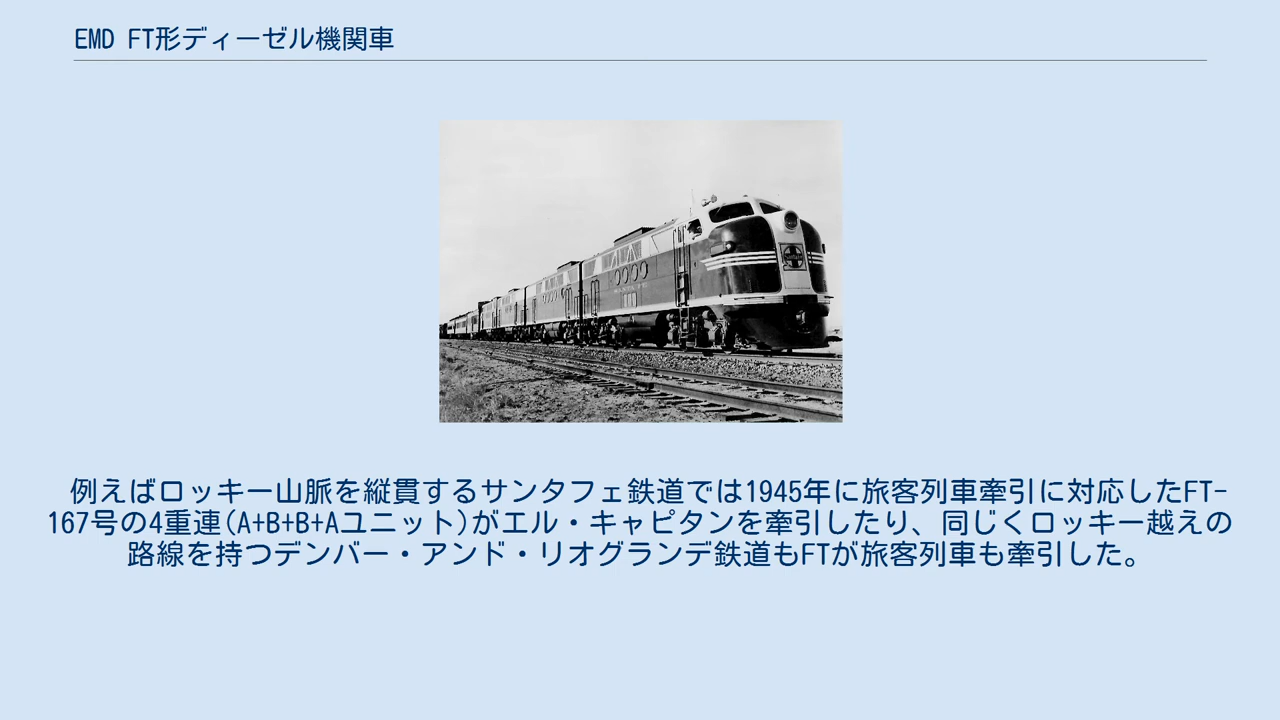 EMD FT形ディーゼル機関車
例えばロッキー山脈を縦貫するサンタフェ鉄道では1945年に旅客列車牽引に対応したFT-
167号の4重連(A+B+B+Aユニット)がエル・キャピタンを牽引したり、同じくロッキー越えの
路線を持つデンバー・アンド・リオグランデ鉄道もFTが旅客列車も牽引した。